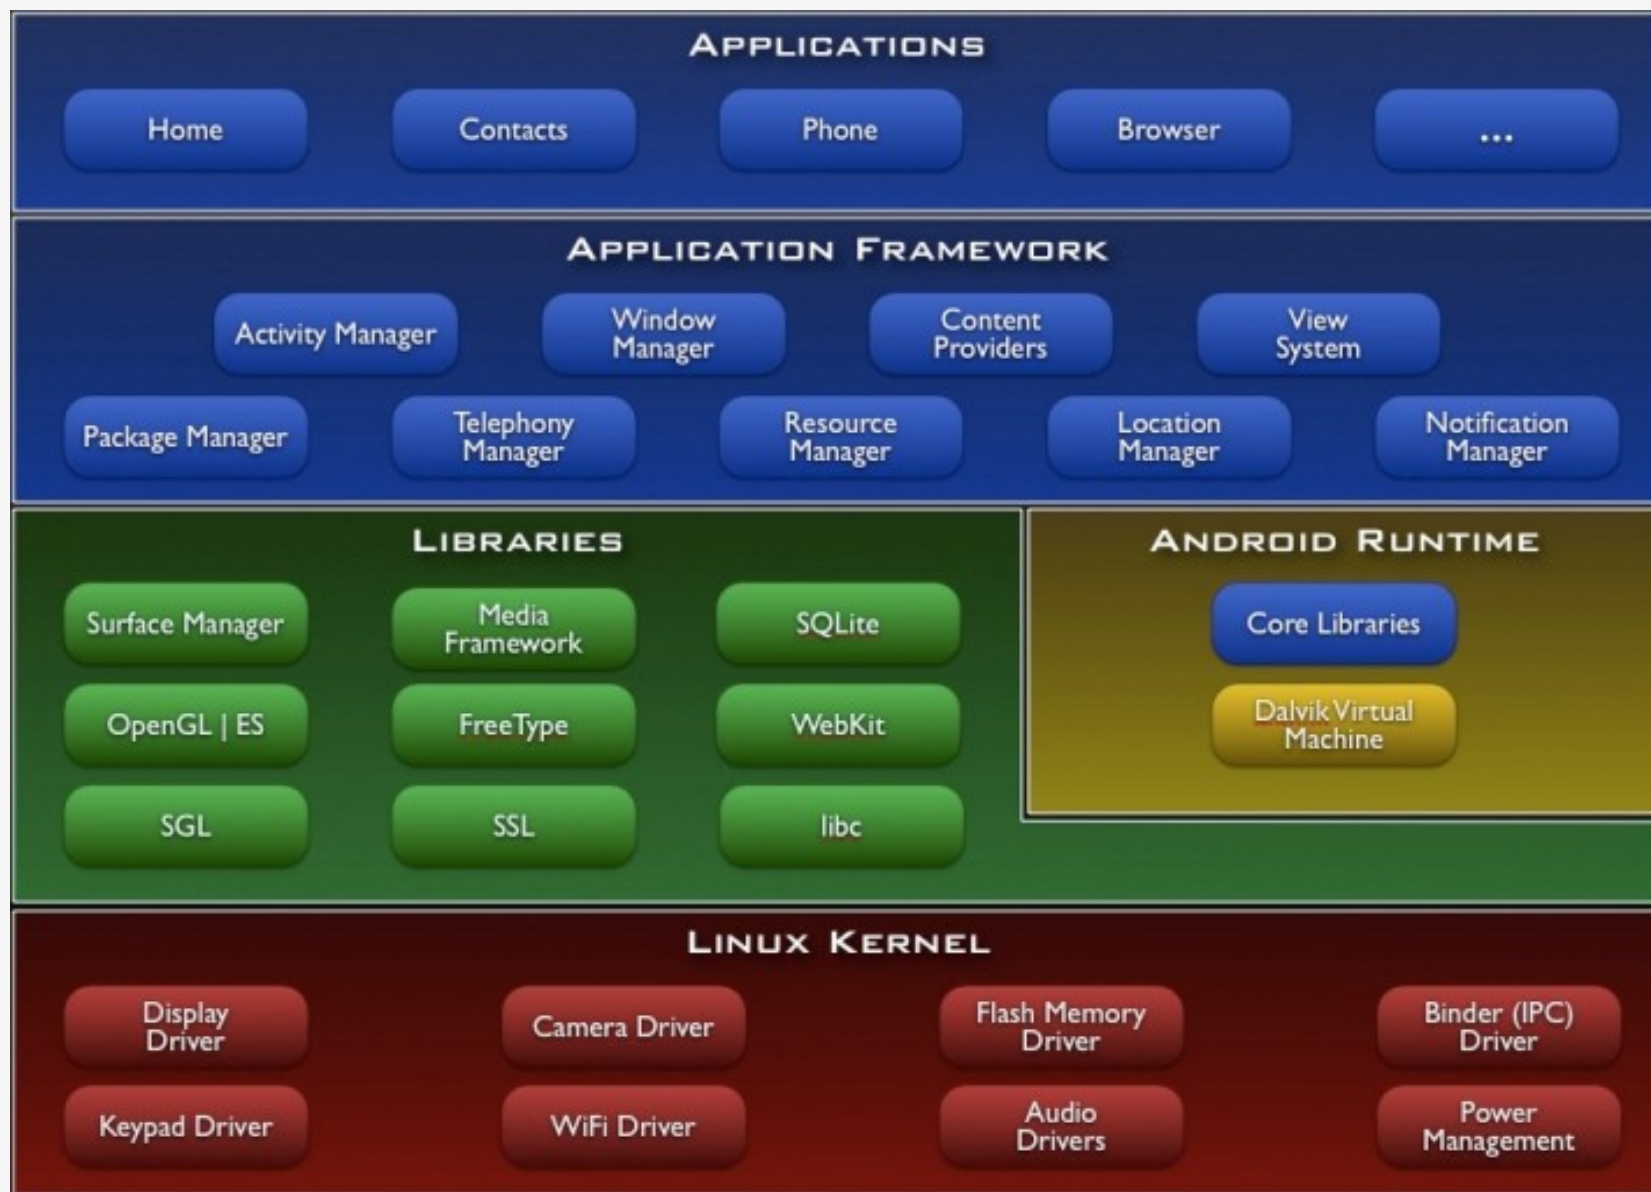 APPLICATIONS
Home
Contacts
Phone
Browser
...
APPLICATION FRAMEWORK
Activity Manager
Window
Manager
Content
Providers
View
System
Package Manager
Telephony
Manager
Resource
Manager
Location
Manager
Notification
Manager
LIBRARIES
Surface Manager
Media
Framework
SQLite
OpenGL | ES
FreeType
WebKit
SGL
SSL
libc
ANDROID RUNTIME
Core Libraries
Dalvik Virtual
Machine
LINUX KERNEL
Display
Driver
Camera Driver
Flash Memory
Driver
Binder (IPC)
Driver
Keypad Driver
WiFi Driver
Audio
Drivers
Power
Management